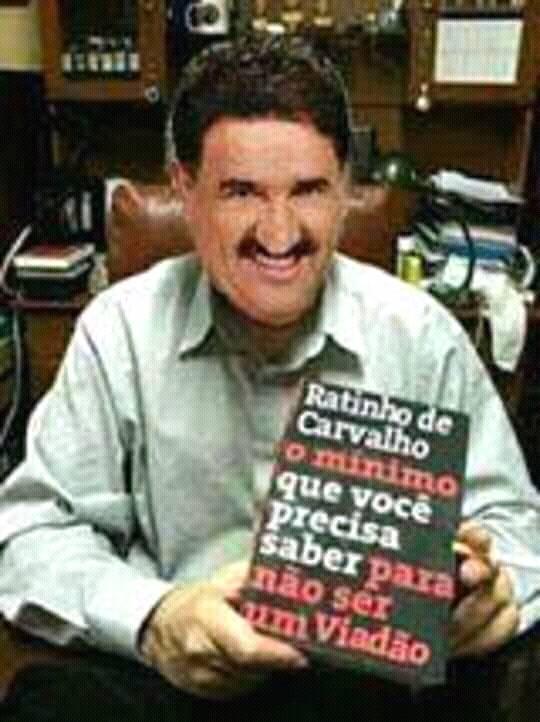 Ratinho de
Carvalho
o mínimo
que você
precisa
saber para
não ser
um Viadão